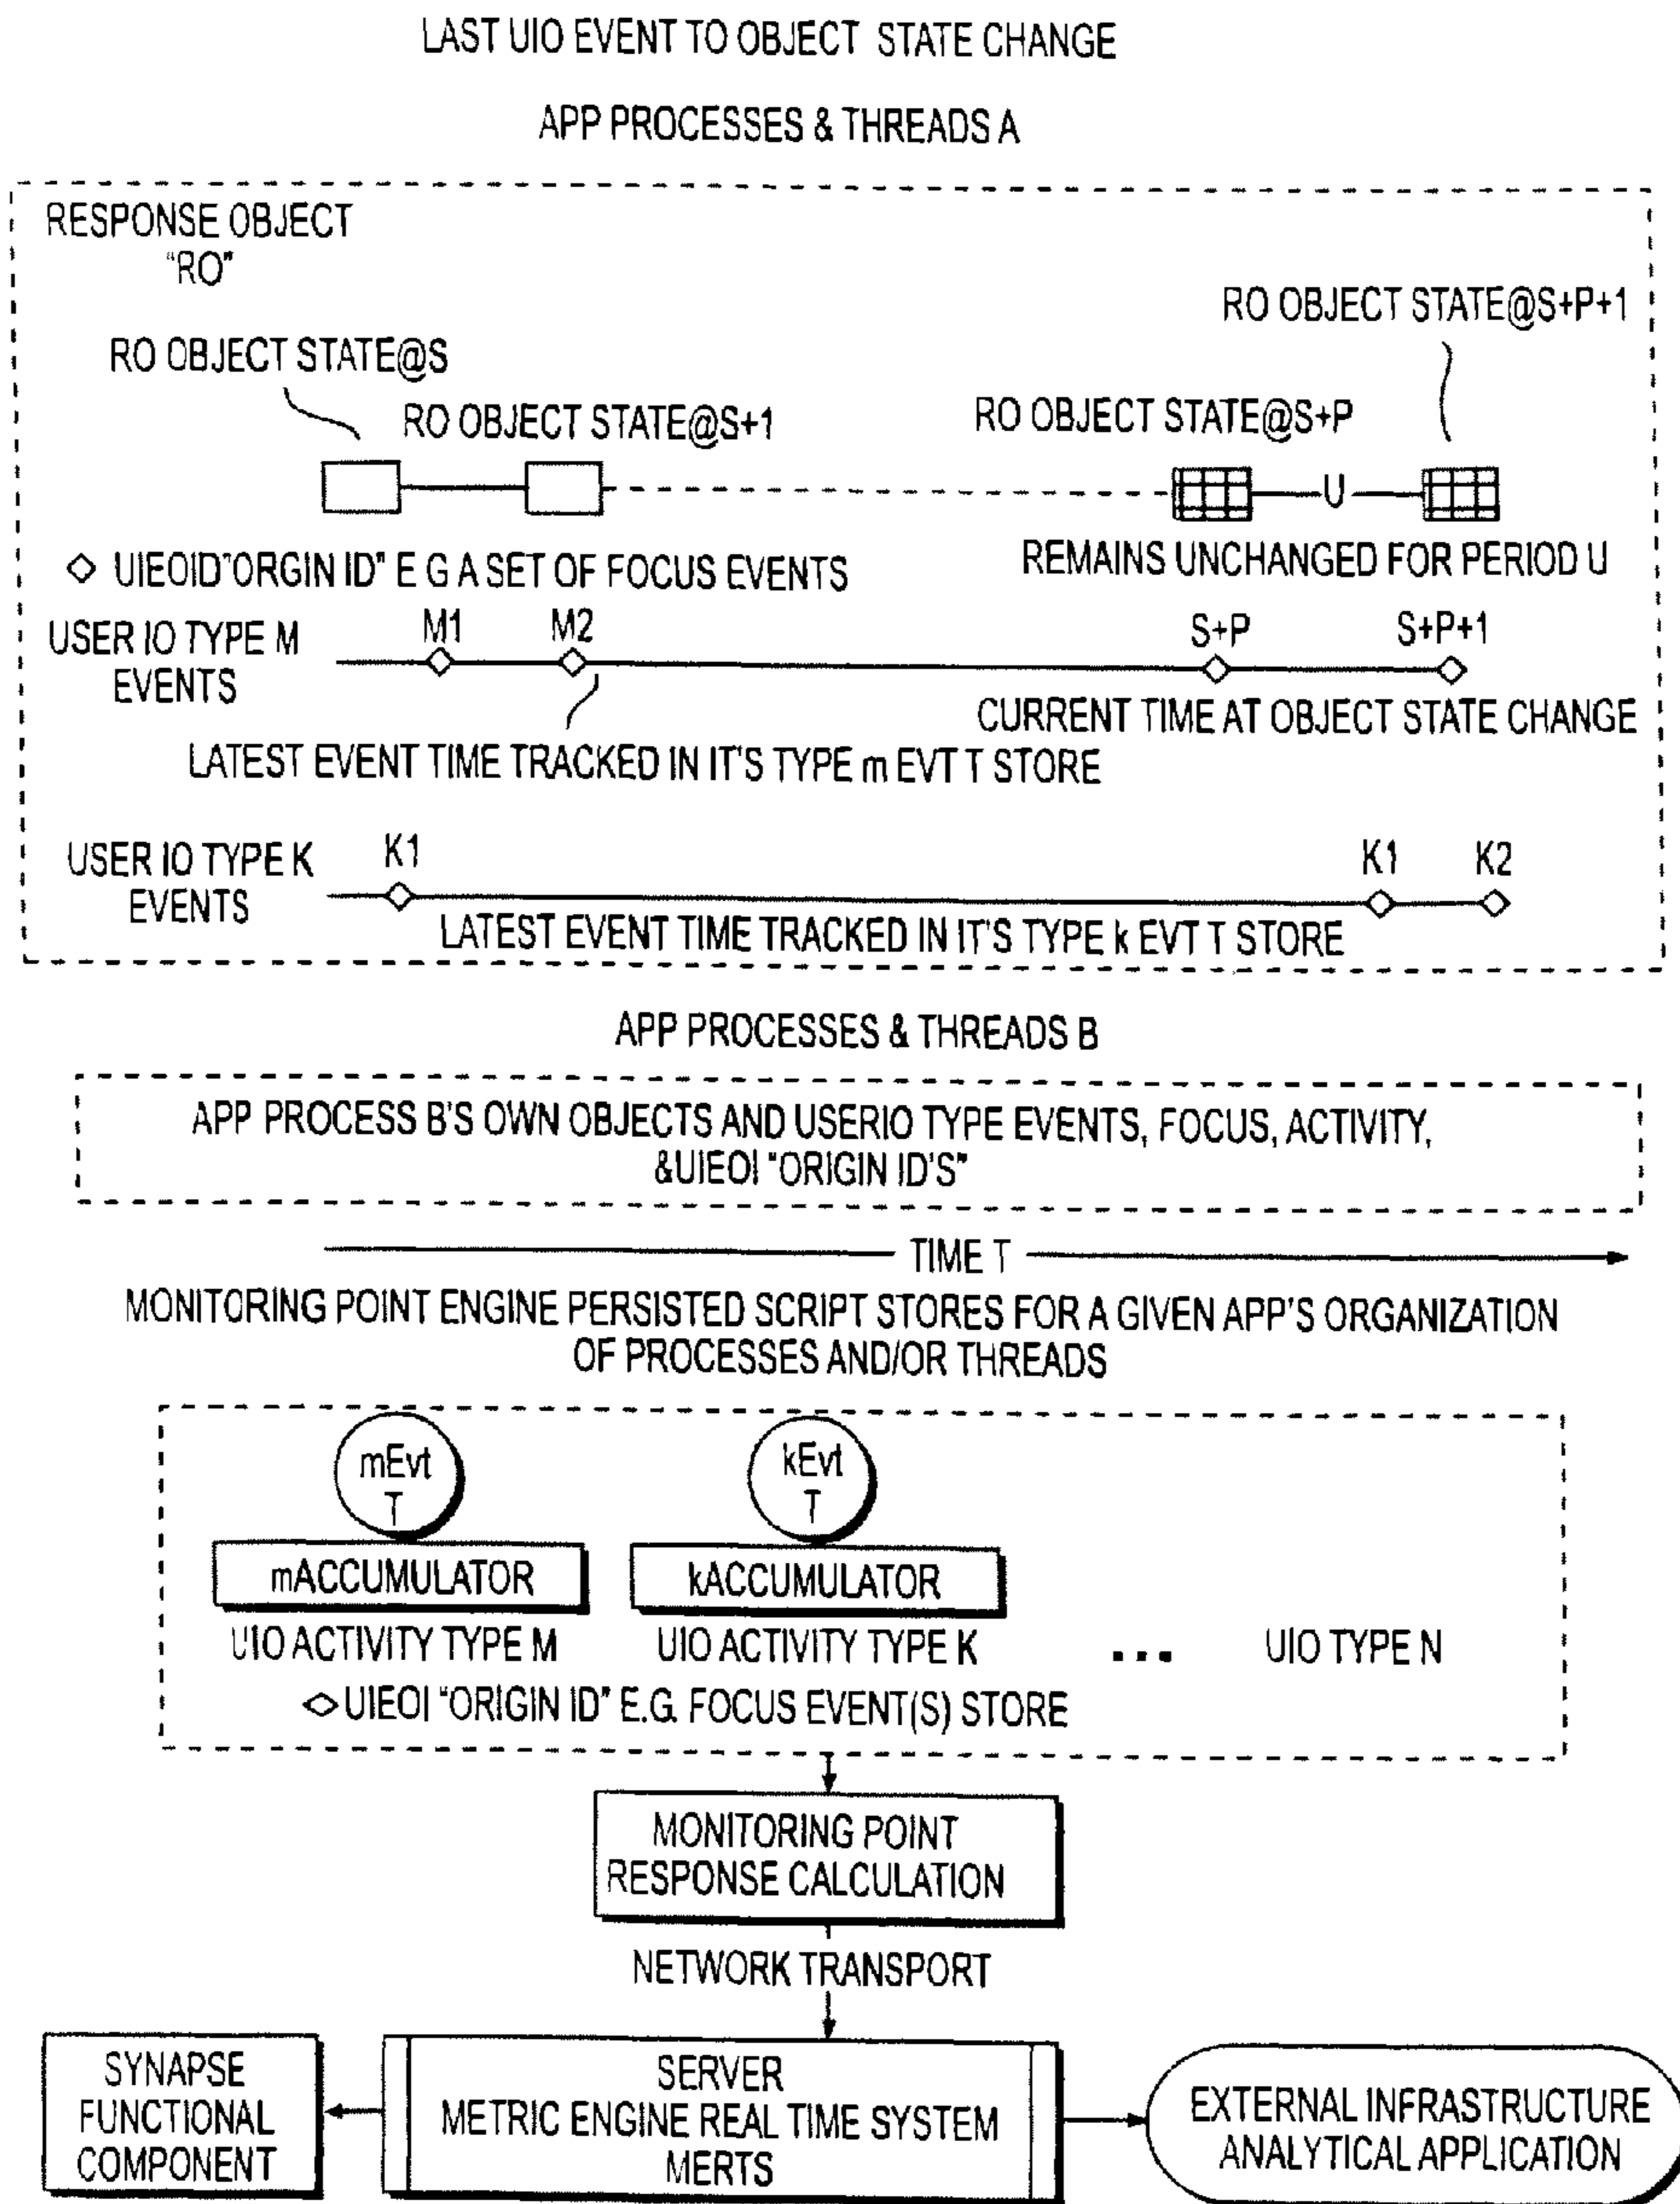 LAST UIO EVENT TO OBJECT STATE CHANGE
APP PROCESSES & THREADS A
RESPONSE OBJECT
"RO"
RO OBJECT STATE@S+P+1
RO OBJECT STATE@S
RO OBJECT STATE@S+1
RO OBJECT STATE@S+P
U
◇ UIEOID"ORGIN ID" E G A SET OF FOCUS EVENTS
REMAINS UNCHANGED FOR PERIOD U
USER IO TYPE M
EVENTS
M1
M2
S+P
S+P+1
CURRENT TIME AT OBJECT STATE CHANGE
LATEST EVENT TIME TRACKED IN IT'S TYPE m EVT T STORE
USER IO TYPE K
EVENTS
K1
K1
K2
LATEST EVENT TIME TRACKED IN IT'S TYPE k EVT T STORE
APP PROCESSES & THREADS B
APP PROCESS B'S OWN OBJECTS AND USERIO TYPE EVENTS, FOCUS, ACTIVITY,
&UIEOI "ORIGIN ID'S"
TIME T
MONITORING POINT ENGINE PERSISTED SCRIPT STORES FOR A GIVEN APP'S ORGANIZATION
OF PROCESSES AND/OR THREADS
mEvt
T
kEvt
T
mACCUMULATOR
kACCUMULATOR
UIO ACTIVITY TYPE M
UIO ACTIVITY TYPE K
...
UIO TYPE N
◇UIEOI "ORIGIN ID" E.G. FOCUS EVENT(S) STORE
MONITORING POINT
RESPONSE CALCULATION
NETWORK TRANSPORT
SYNAPSE
FUNCTIONAL
COMPONENT
SERVER
METRIC ENGINE REAL TIME SYSTEM
MERTS
EXTERNAL INFRASTRUCTURE
ANALYTICAL APPLICATION